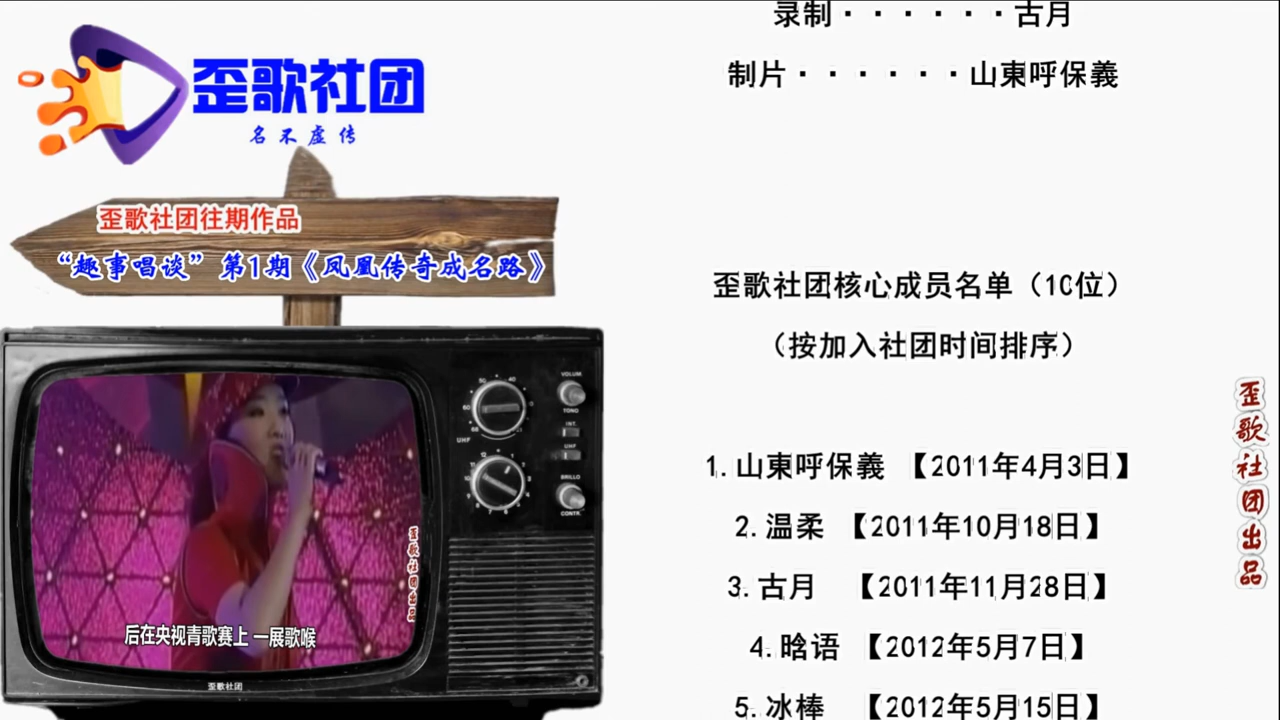 歪歌社团
名不虚传
歪歌社团往期作品
“趣事唱谈”第1期《凤凰传奇成名路》
VOLUM
TONO
INT.
UHF
UHF
BRILLO
CONTR.
后在央视青歌赛上 一展歌喉
歪歌社团
录制······古月
制片······山東呼保義
歪歌社团核心成员名单（10位）
（按加入社团时间排序）
1.山東呼保義 【2011年4月3日】
2.温柔 【2011年10月18日】
3.古月 【2011年11月28日】
4.晗语 【2012年5月7日】
5.冰棒 【2012年5月15日】
歪歌社团出品